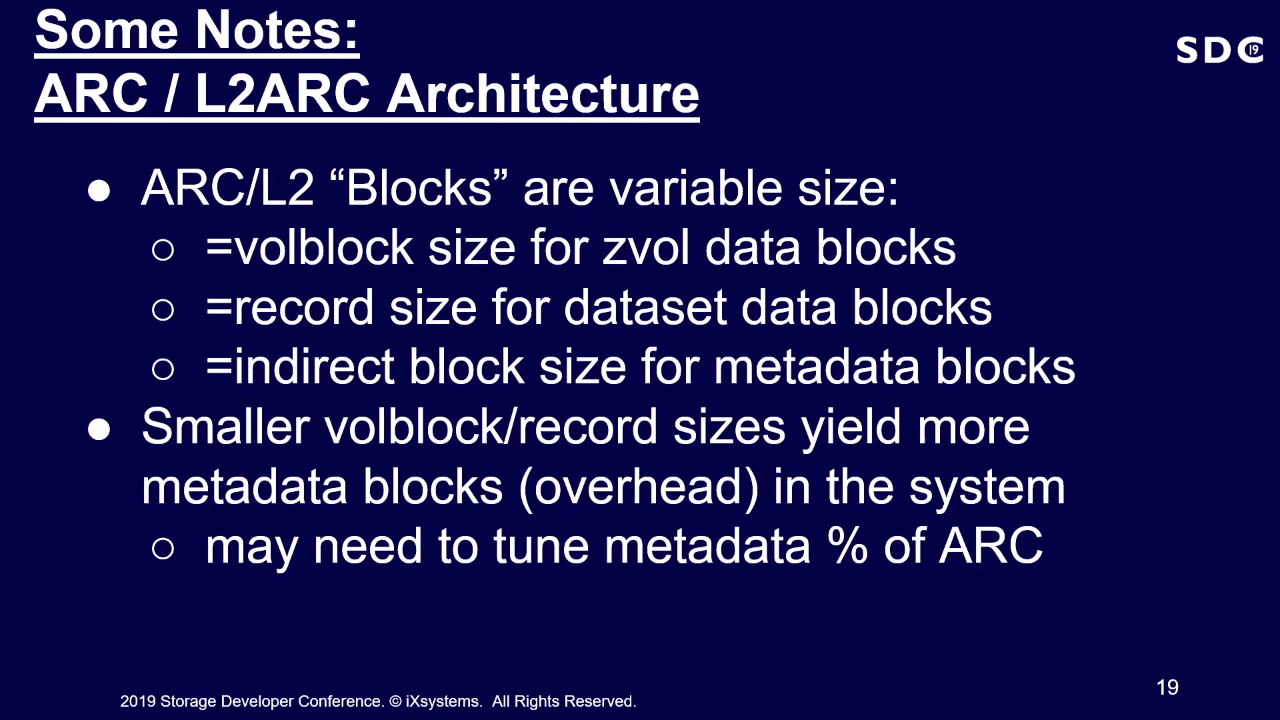 Some Notes:
ARC / L2ARC Architecture
SDC 19
● ARC/L2 “Blocks” are variable size:
○ =volblock size for zvol data blocks
○ =record size for dataset data blocks
○ =indirect block size for metadata blocks
● Smaller volblock/record sizes yield more
metadata blocks (overhead) in the system
○ may need to tune metadata % of ARC
19
2019 Storage Developer Conference. © iXsystems. All Rights Reserved.